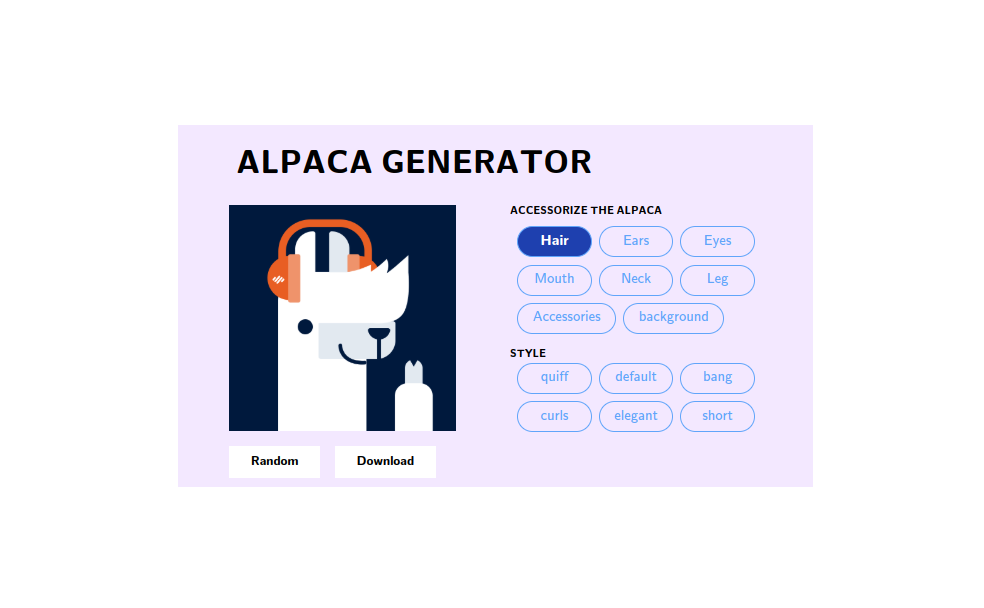 ALPACA GENERATOR
ACCESSORIZE THE ALPACA
Hair Ears Eyes
Mouth Neck Leg
Accessories background
STYLE
quiff default bang
curls elegant short
Random Download